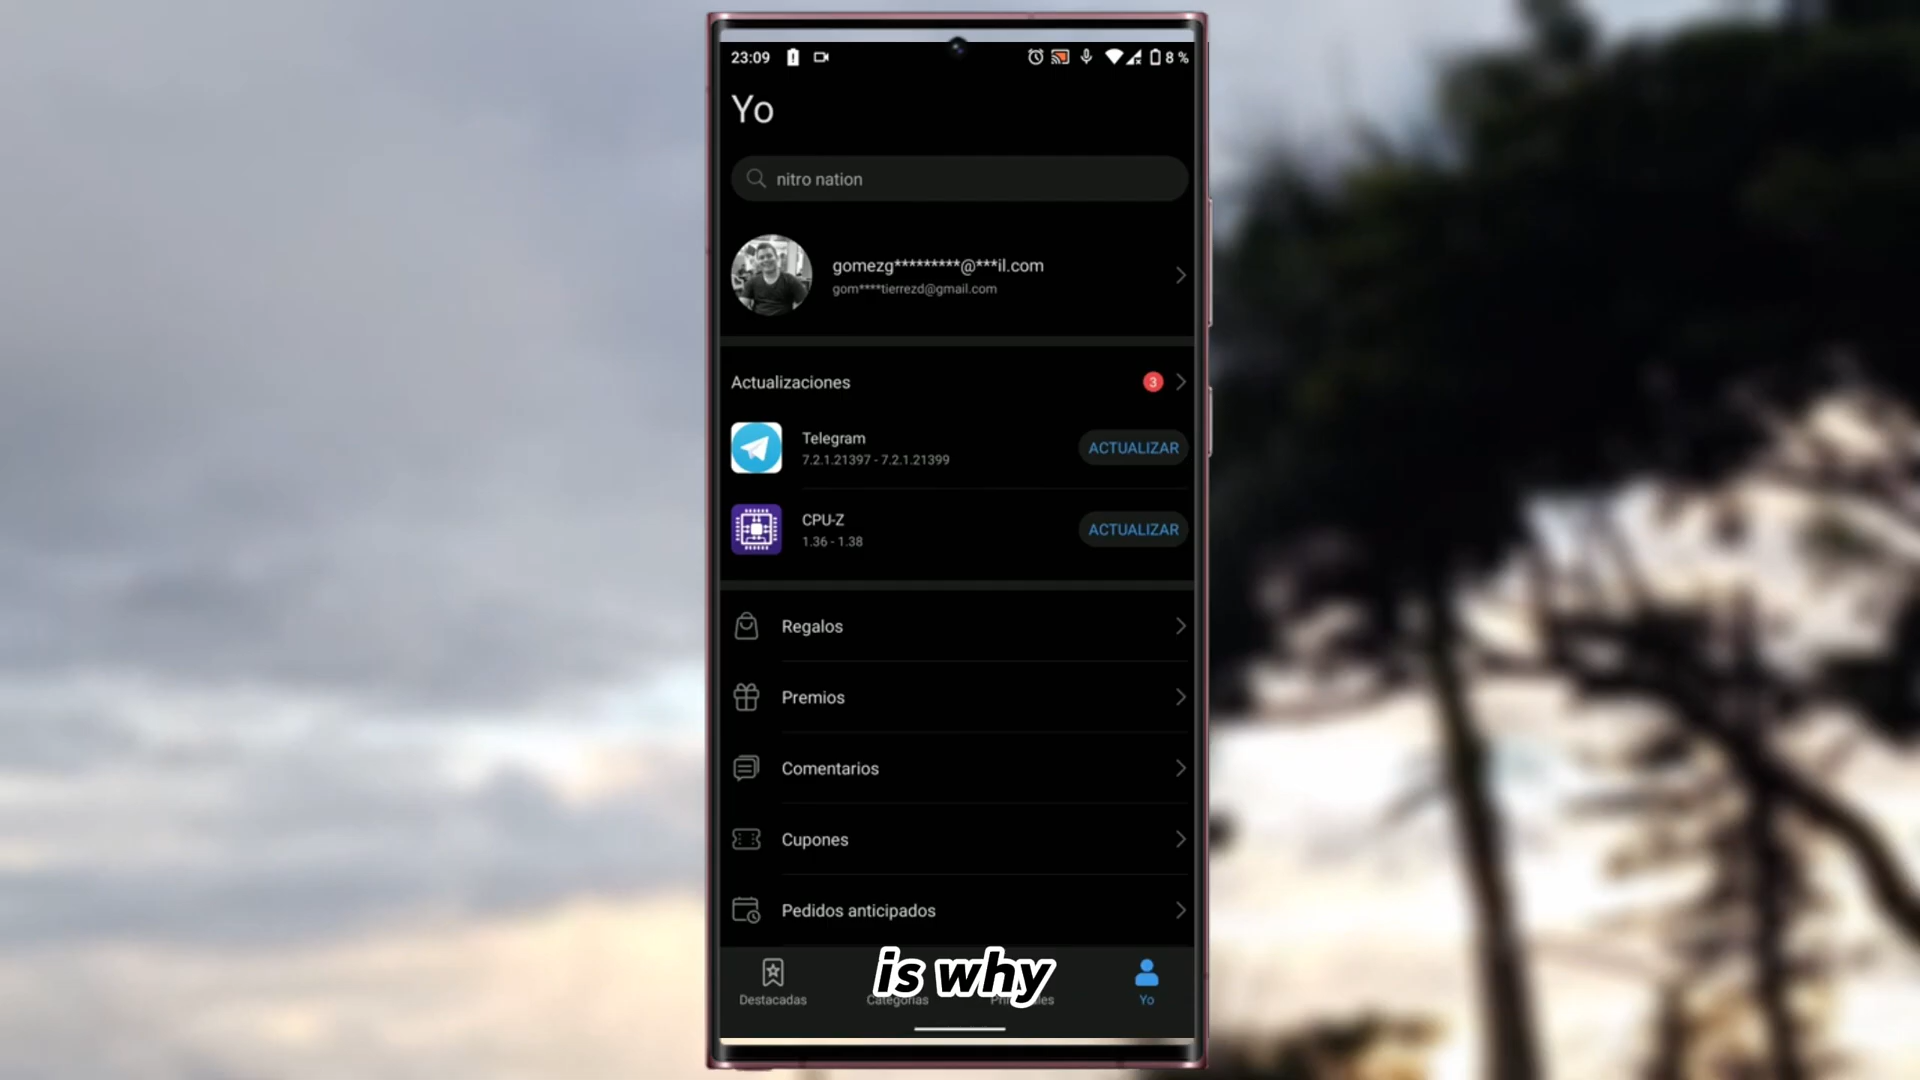 23:09
8 %
Yo
nitro nation
gomezg*********@***il.com
gom****tierrezd@gmail.com
Actualizaciones
3
Telegram
7.2.1.21397 - 7.2.1.21399
ACTUALIZAR
CPU-Z
1.36 - 1.38
ACTUALIZAR
Regalos
Premios
Comentarios
Cupones
Pedidos anticipados
is why
Destacadas
Categorías
Yo